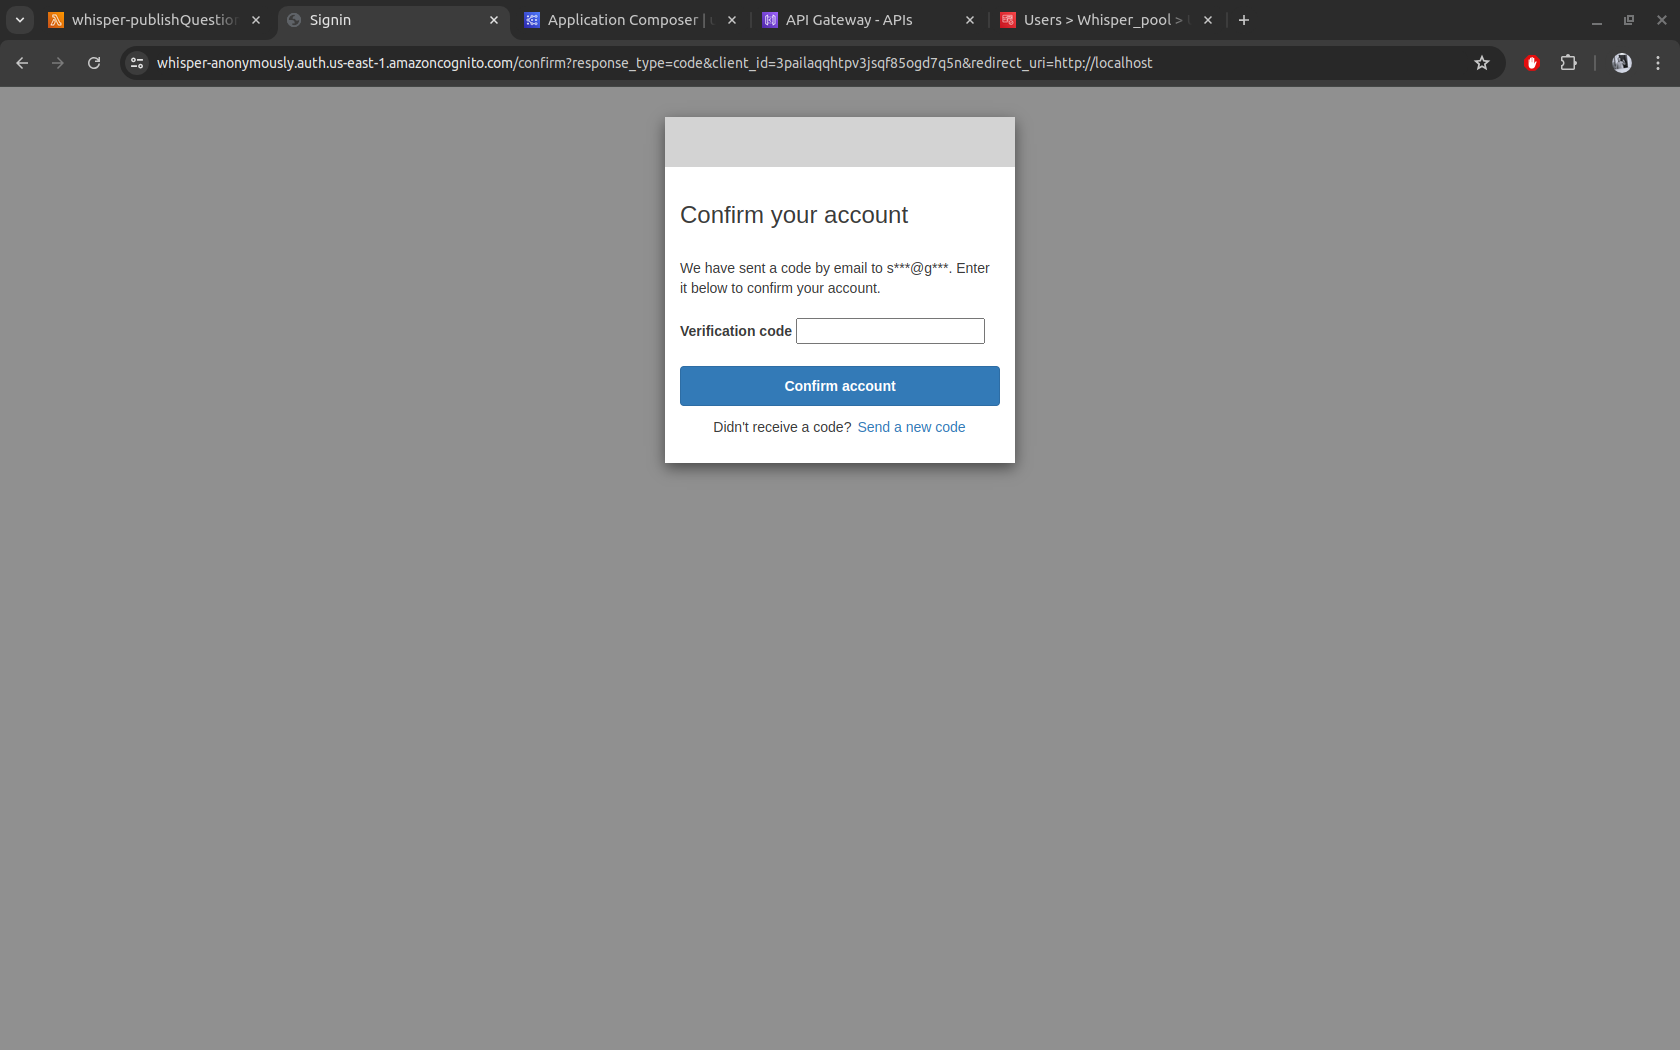 whisper-publishQuestion
Signin
Application Composer |
API Gateway - APIs
Users > Whisper_pool >
whisper-anonymously.auth.us-east-1.amazoncognito.com/confirm?response_type=code&client_id=3pailaqqhtpv3jsqf85ogd7q5n&redirect_uri=http://localhost
Confirm your account
We have sent a code by email to s***@g***. Enter
it below to confirm your account.
Verification code
Confirm account
Didn't receive a code? Send a new code